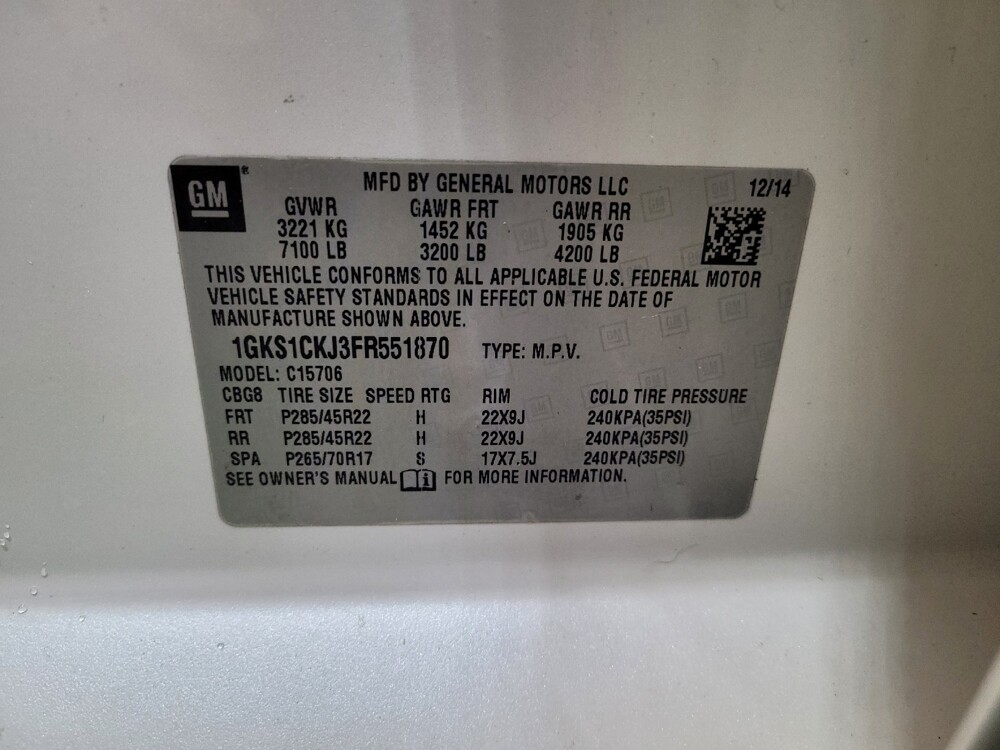 GM® MFD BY GENERAL MOTORS LLC 12/14
GVWR GAWR FRT GAWR RR
3221 KG 1452 KG 1905 KG
7100 LB 3200 LB 4200 LB
THIS VEHICLE CONFORMS TO ALL APPLICABLE U.S. FEDERAL MOTOR
VEHICLE SAFETY STANDARDS IN EFFECT ON THE DATE OF
MANUFACTURE SHOWN ABOVE.
1GKS1CKJ3FR551870 TYPE: M.P.V.
MODEL: C15706
CBG8 TIRE SIZE SPEED RTG RIM COLD TIRE PRESSURE
FRT P285/45R22 H 22X9J 240KPA(35PSI)
RR P285/45R22 H 22X9J 240KPA(35PSI)
SPA P265/70R17 S 17X7.5J 240KPA(35PSI)
SEE OWNER'S MANUAL i FOR MORE INFORMATION.